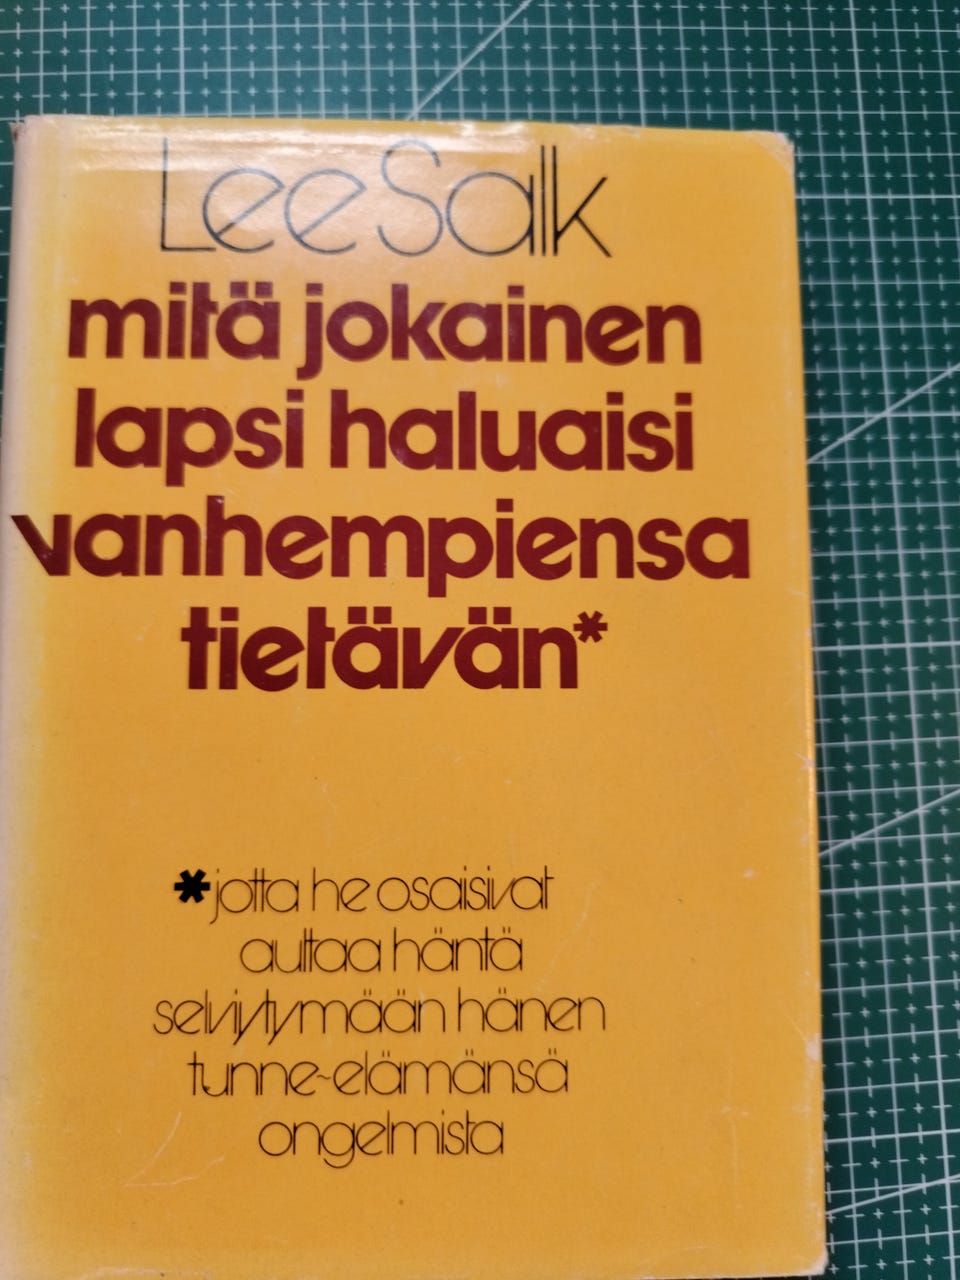 Lee Salk
mitä jokainen
lapsi haluaisi
vanhempiensa
tietävän*
*jotta he osaisivat
auttaa häntä
selviytymään hänen
tunne-elämänsä
ongelmista